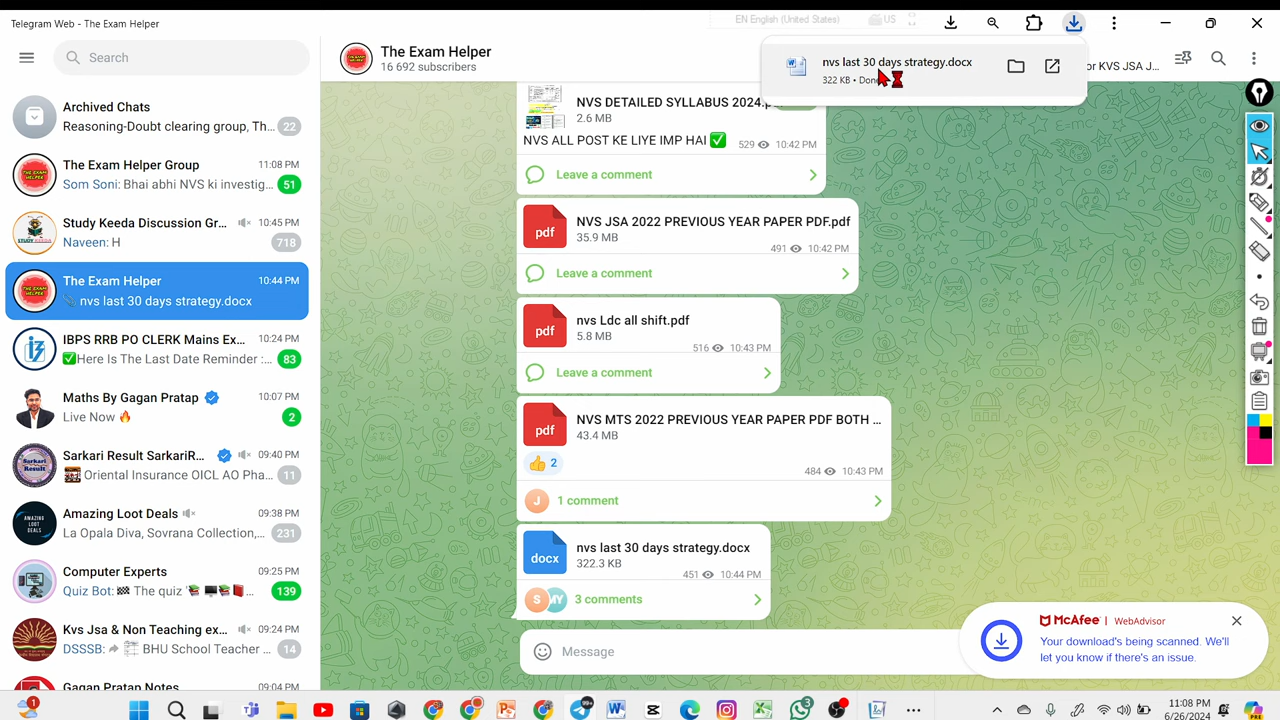 Telegram Web - The Exam Helper
EN English (United States)
US
Search
The Exam Helper
16 692 subscribers
or KVS JSA J...
nvs last 30 days strategy.docx
322 KB • Done
Archived Chats
Reasoning-Doubt clearing group, Th... 22
The Exam Helper Group 11:08 PM
Som Soni: Bhai abhi NVS ki investig... 51
Study Keeda Discussion Gr... 10:45 PM
Naveen: H 718
The Exam Helper 10:44 PM
nvs last 30 days strategy.docx
IBPS RRB PO CLERK Mains Ex... 10:24 PM
✅Here Is The Last Date Reminder :... 83
Maths By Gagan Pratap 10:07 PM
Live Now 🔥 2
Sarkari Result SarkariR... 09:40 PM
Oriental Insurance OICL AO Pha... 11
Amazing Loot Deals 09:38 PM
La Opala Diva, Sovrana Collection,... 231
Computer Experts 09:25 PM
Quiz Bot: 🏁 The quiz '📚 🖥📚📕... 139
Kvs Jsa & Non Teaching ex... 09:24 PM
DSSSB: BHU School Teacher ... 14
Gagan Pratap Notes 09:04 PM
NVS DETAILED SYLLABUS 2024.p
2.6 MB
NVS ALL POST KE LIYE IMP HAI ✅ 529 10:42 PM
Leave a comment
pdf
NVS JSA 2022 PREVIOUS YEAR PAPER PDF.pdf
35.9 MB
491 10:42 PM
Leave a comment
pdf
nvs Ldc all shift.pdf
5.8 MB
516 10:43 PM
Leave a comment
pdf
NVS MTS 2022 PREVIOUS YEAR PAPER PDF BOTH ...
43.4 MB
👍 2
484 10:43 PM
J 1 comment
docx
nvs last 30 days strategy.docx
322.3 KB
451 10:44 PM
S MY 3 comments
Message
McAfee | WebAdvisor
Your download's being scanned. We'll
let you know if there's an issue.
1
99+
3
11:08 PM
6/26/2024